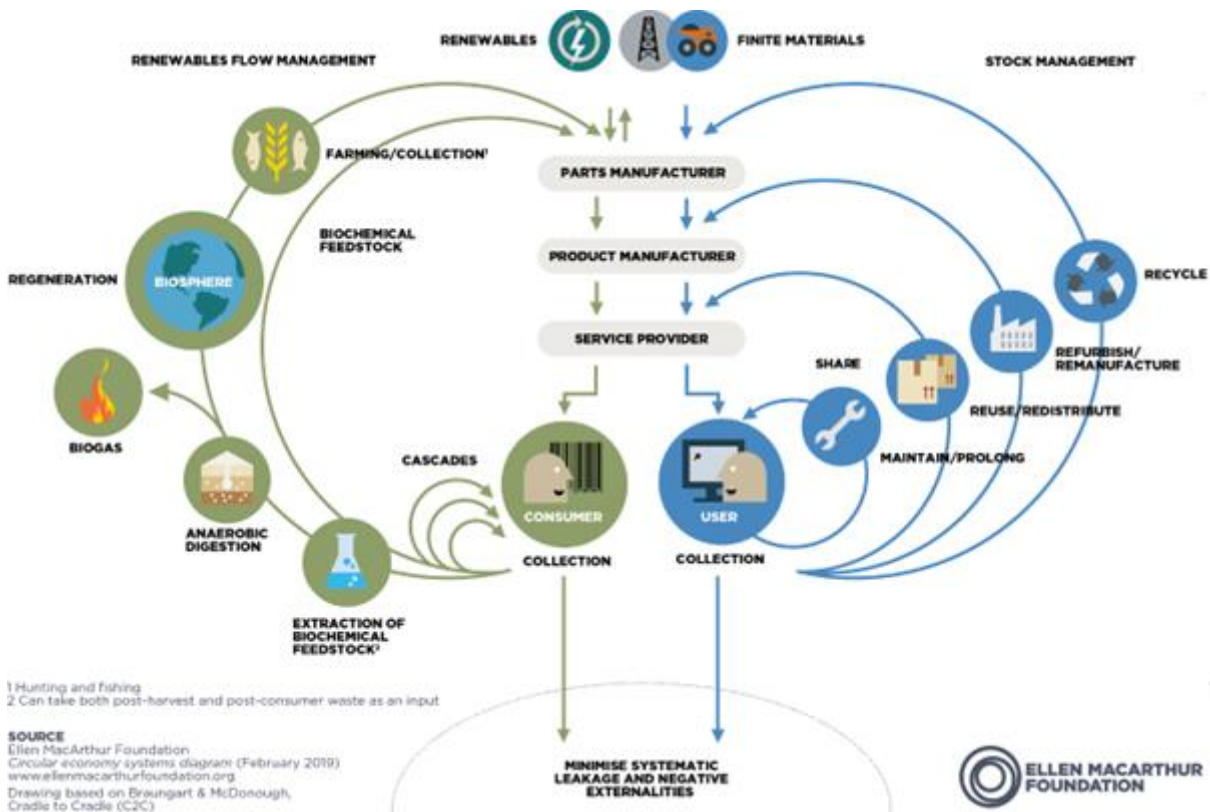 RENEWABLES
FINITE MATERIALS
RENEWABLES FLOW MANAGEMENT
STOCK MANAGEMENT
FARMING/COLLECTION¹
PARTS MANUFACTURER
BIOCHEMICAL
FEEDSTOCK
PRODUCT MANUFACTURER
REGENERATION
BIOSPHERE
RECYCLE
SERVICE PROVIDER
SHARE
REFURBISH/
REMANUFACTURE
REUSE/REDISTRIBUTE
BIOGAS
CASCADES
MAINTAIN/PROLONG
CONSUMER
USER
ANAEROBIC
DIGESTION
COLLECTION
COLLECTION
EXTRACTION OF
BIOCHEMICAL
FEEDSTOCK²
1 Hunting and fishing
2 Can take both post-harvest and post-consumer waste as an input
SOURCE
Ellen MacArthur Foundation
Circular economy systems diagram (February 2019)
www.ellenmacarthurfoundation.org
Drawing based on Braungart & McDonough,
Cradle to Cradle (C2C)
MINIMISE SYSTEMATIC
LEAKAGE AND NEGATIVE
EXTERNALITIES
ELLEN MACARTHUR
FOUNDATION